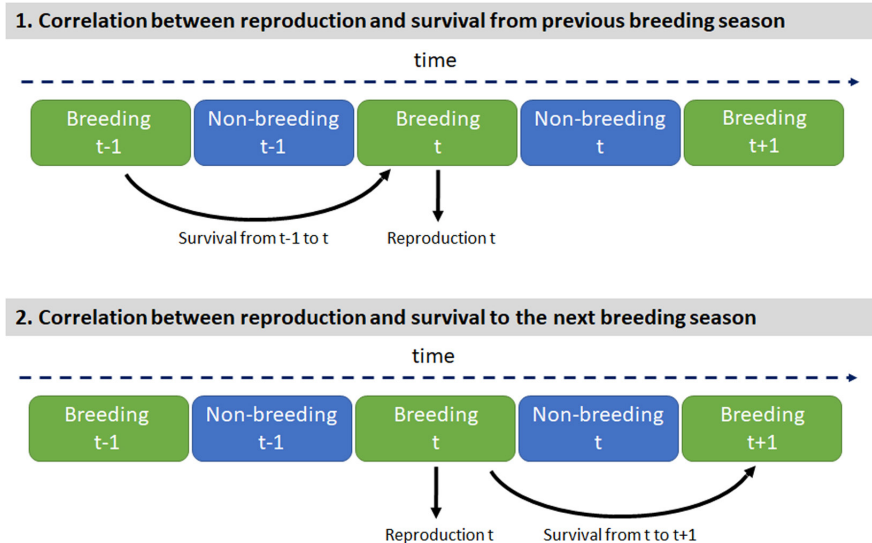 1. Correlation between reproduction and survival from previous breeding season
time
Breeding
t-1
Non-breeding
t-1
Breeding
t
Non-breeding
t
Breeding
t+1
Survival from t-1 to t
Reproduction t
2. Correlation between reproduction and survival to the next breeding season
time
Breeding
t-1
Non-breeding
t-1
Breeding
t
Non-breeding
t
Breeding
t+1
Reproduction t
Survival from t to t+1